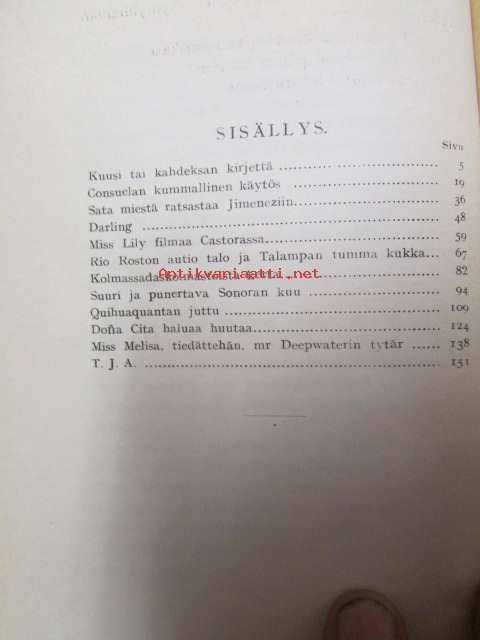 SISÄLLYS.
Sivu
Kuusi tai kahdeksan kirjettä ........ 5
Consuelan kummallinen käytös ........ 19
Sata miestä ratsastaa Jimeneziin ........ 36
Darling ........ 48
Miss Lily filmaa Castorassa ........ 59
Rio Roston autio talo ja Talampan tumma kukka ... 67
Kolmassadaskolmastoista ........ 82
Antikvariaatti.net
Suuri ja punertava Sonoran kuu ........ 94
Quihuaquantan juttu ........ 109
Doña Cita haluaa huutaa ........ 124
Miss Melisa, tiedättehän, mr Deepwaterin tytär ...... 138
T. J. A. ........ 151